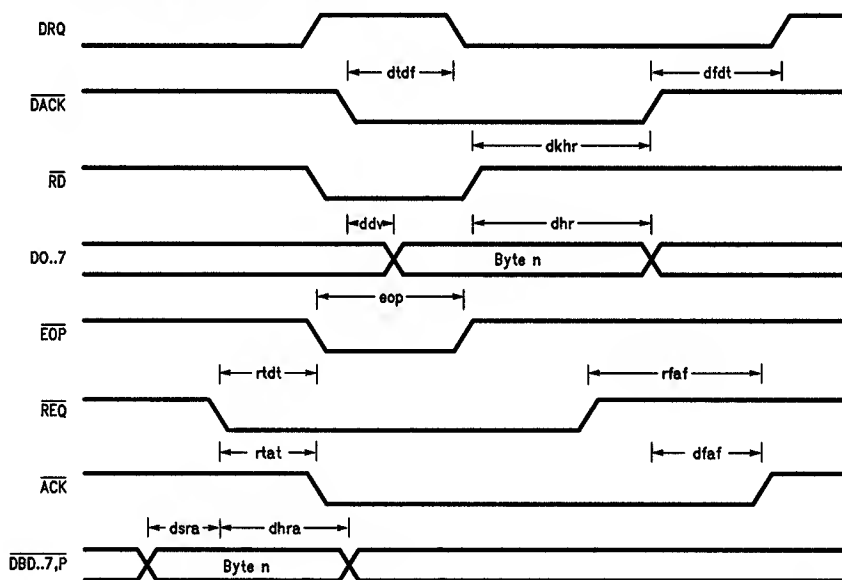 DRQ
dtdf
dfdt
DACK
dkhr
RD
ddv
dhr
DO..7
Byte n
eop
EOP
rtdt
rfaf
REQ
rtat
dfaf
ACK
dsra
dhra
DBD..7,P
Byte n